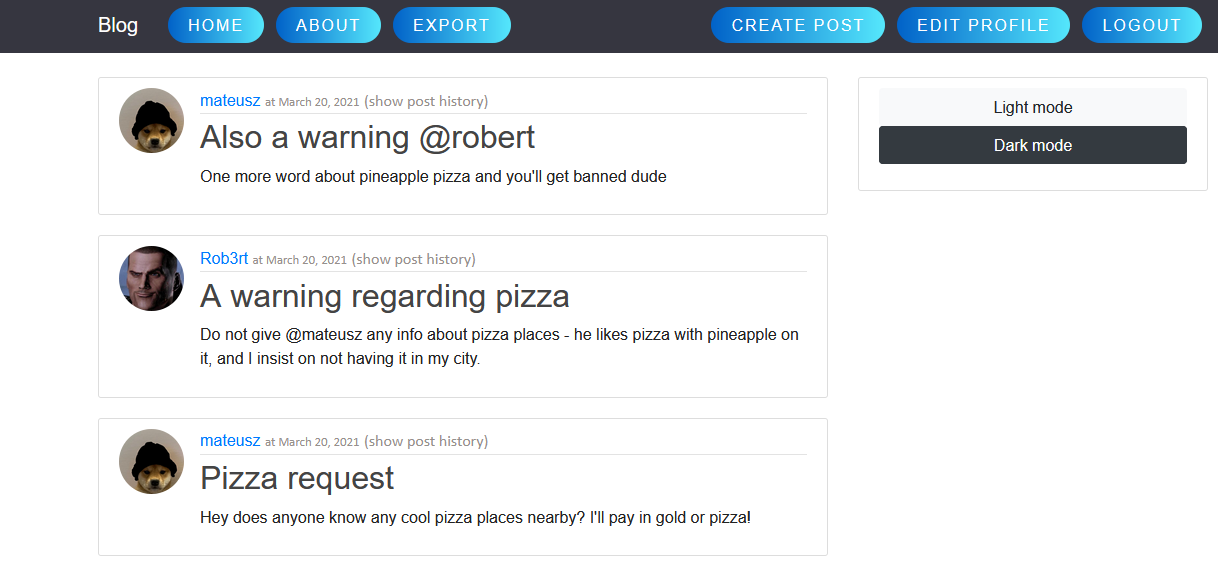 Blog HOME ABOUT EXPORT CREATE POST EDIT PROFILE LOGOUT
mateusz at March 20, 2021 (show post history)
Also a warning @robert
One more word about pineapple pizza and you'll get banned dude
Rob3rt at March 20, 2021 (show post history)
A warning regarding pizza
Do not give @mateusz any info about pizza places - he likes pizza with pineapple on
it, and I insist on not having it in my city.
mateusz at March 20, 2021 (show post history)
Pizza request
Hey does anyone know any cool pizza places nearby? I'll pay in gold or pizza!
Light mode
Dark mode